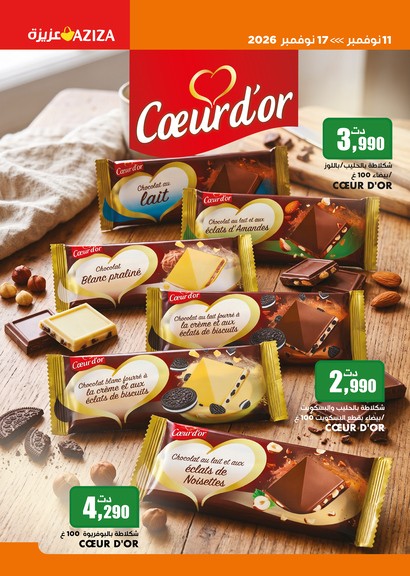 عزيزة AZIZA
11 نوفمبر >>> 17 نوفمبر 2026
Cœur d'or
3,990 د.ت
شكلاطة بالحليب/باللوز
/بيضاء 100 غ
CŒUR D'OR
Cœur d'or
Chocolat au
lait
Cœur d'or
Chocolat au lait et aux
éclats d'Amandes
Cœur d'or
Chocolat
Blanc praliné
Cœur d'or
Chocolat au lait fourré à
la crème et aux
éclats de biscuits
Cœur d'or
Chocolat blanc fourré à
la crème et aux
éclats de biscuits
2,990 د.ت
شكلاطة بالحليب والبسكويت
/بيضاء بقطع البسكويت 100 غ
CŒUR D'OR
Cœur d'or
Chocolat au lait et aux
éclats de
Noisettes
4,290 د.ت
شكلاطة بالبوفريوة 100 غ
CŒUR D'OR